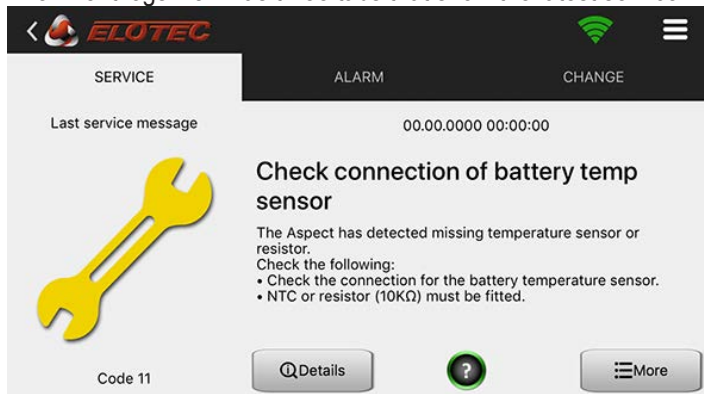 ELOTEC
SERVICE
ALARM
CHANGE
Last service message
00.00.0000 00:00:00
Check connection of battery temp
sensor
The Aspect has detected missing temperature sensor or
resistor.
Check the following:
• Check the connection for the battery temperature sensor.
• NTC or resistor (10KΩ) must be fitted.
Code 11
Details
?
More